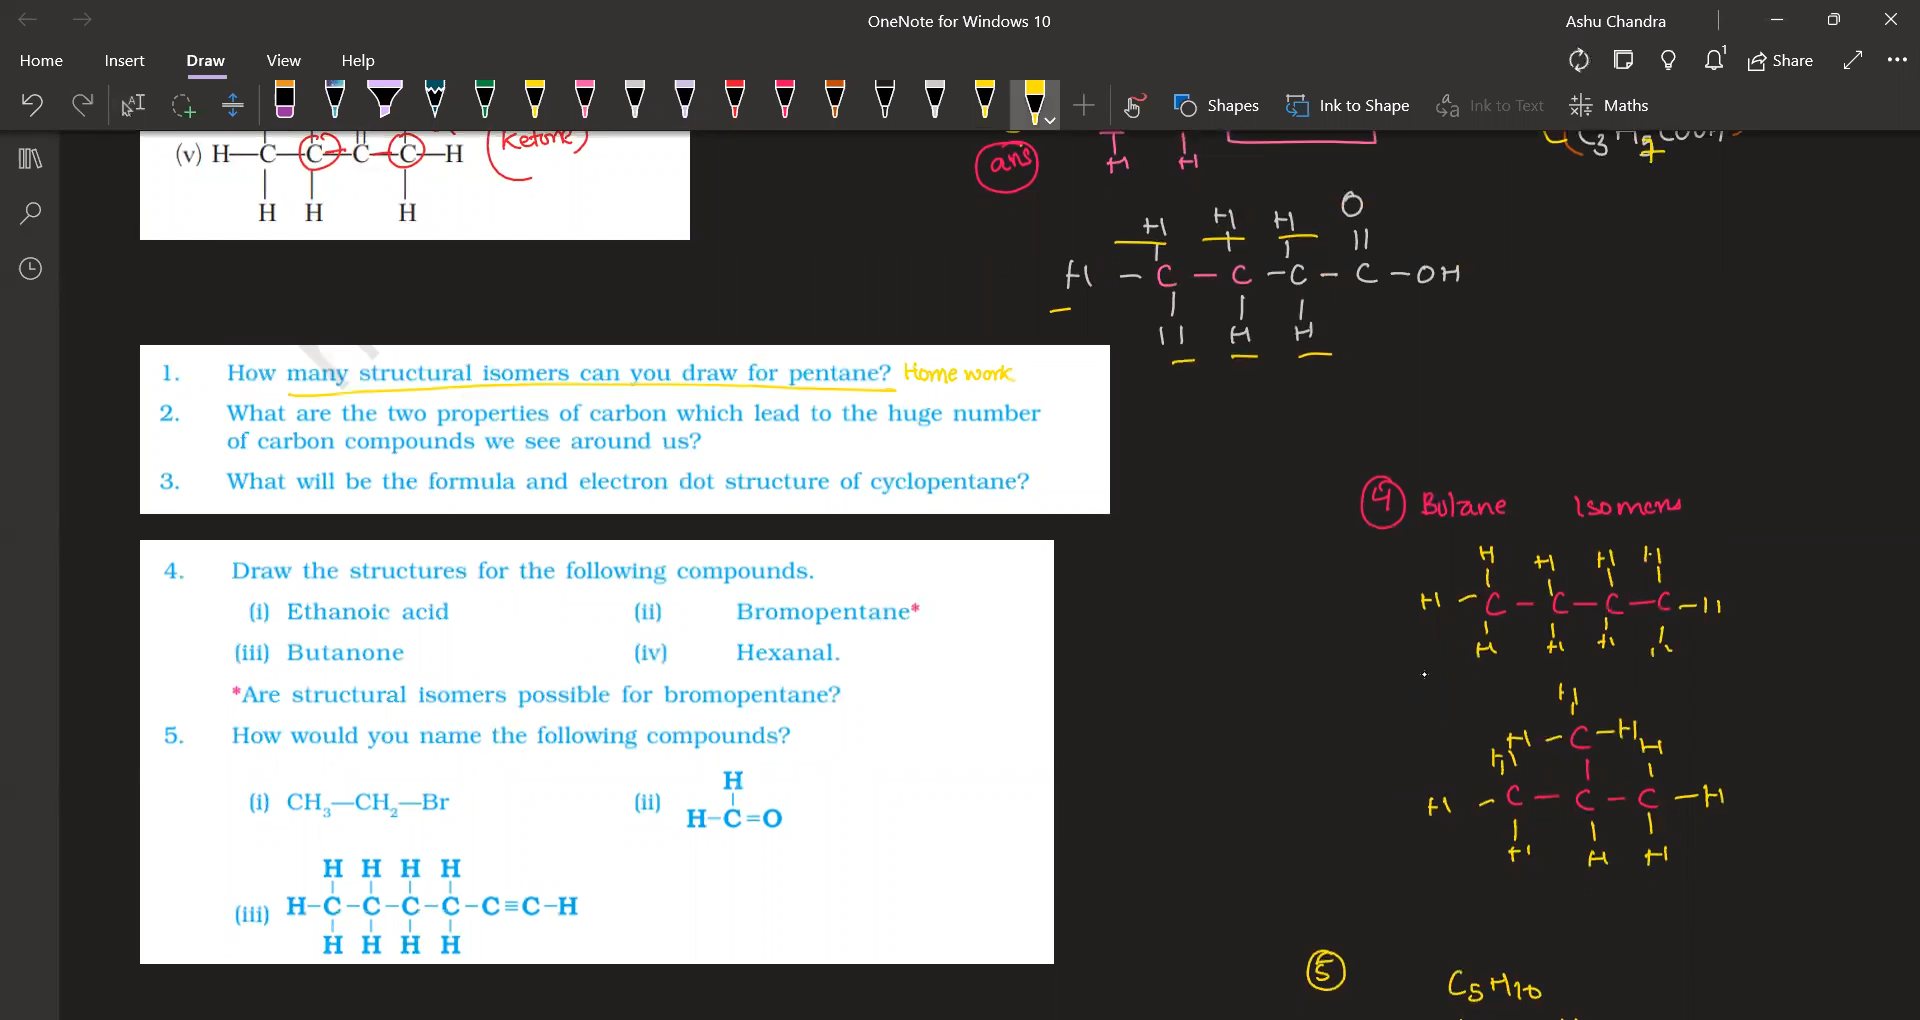 OneNote for Windows 10
Ashu Chandra
Home Insert Draw View Help
Share
Shapes Ink to Shape Ink to Text Maths
(v) H—C—C—C—C—H
(Ketone)
H H H
ans
H H
H H H O
H – C – C – C – C – OH
H H H
1. How many structural isomers can you draw for pentane? Home work
2. What are the two properties of carbon which lead to the huge number
of carbon compounds we see around us?
3. What will be the formula and electron dot structure of cyclopentane?
4. Draw the structures for the following compounds.
(i) Ethanoic acid (ii) Bromopentane*
(iii) Butanone (iv) Hexanal.
*Are structural isomers possible for bromopentane?
5. How would you name the following compounds?
(i) CH₃—CH₂—Br (ii) H–C=O
H
(iii) H–C–C–C–C–C≡C–H
H H H H
H H H H
4 Butane Isomers
H H H H
H – C – C – C – C – H
H H H H
H
H – C – H
H H
H – C – C – C – H
H H H
5 C₅H₁₀